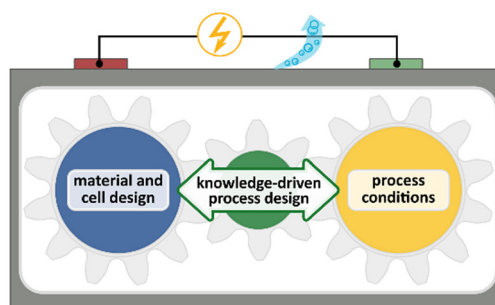 material and
cell design
knowledge-driven
process design
process
conditions